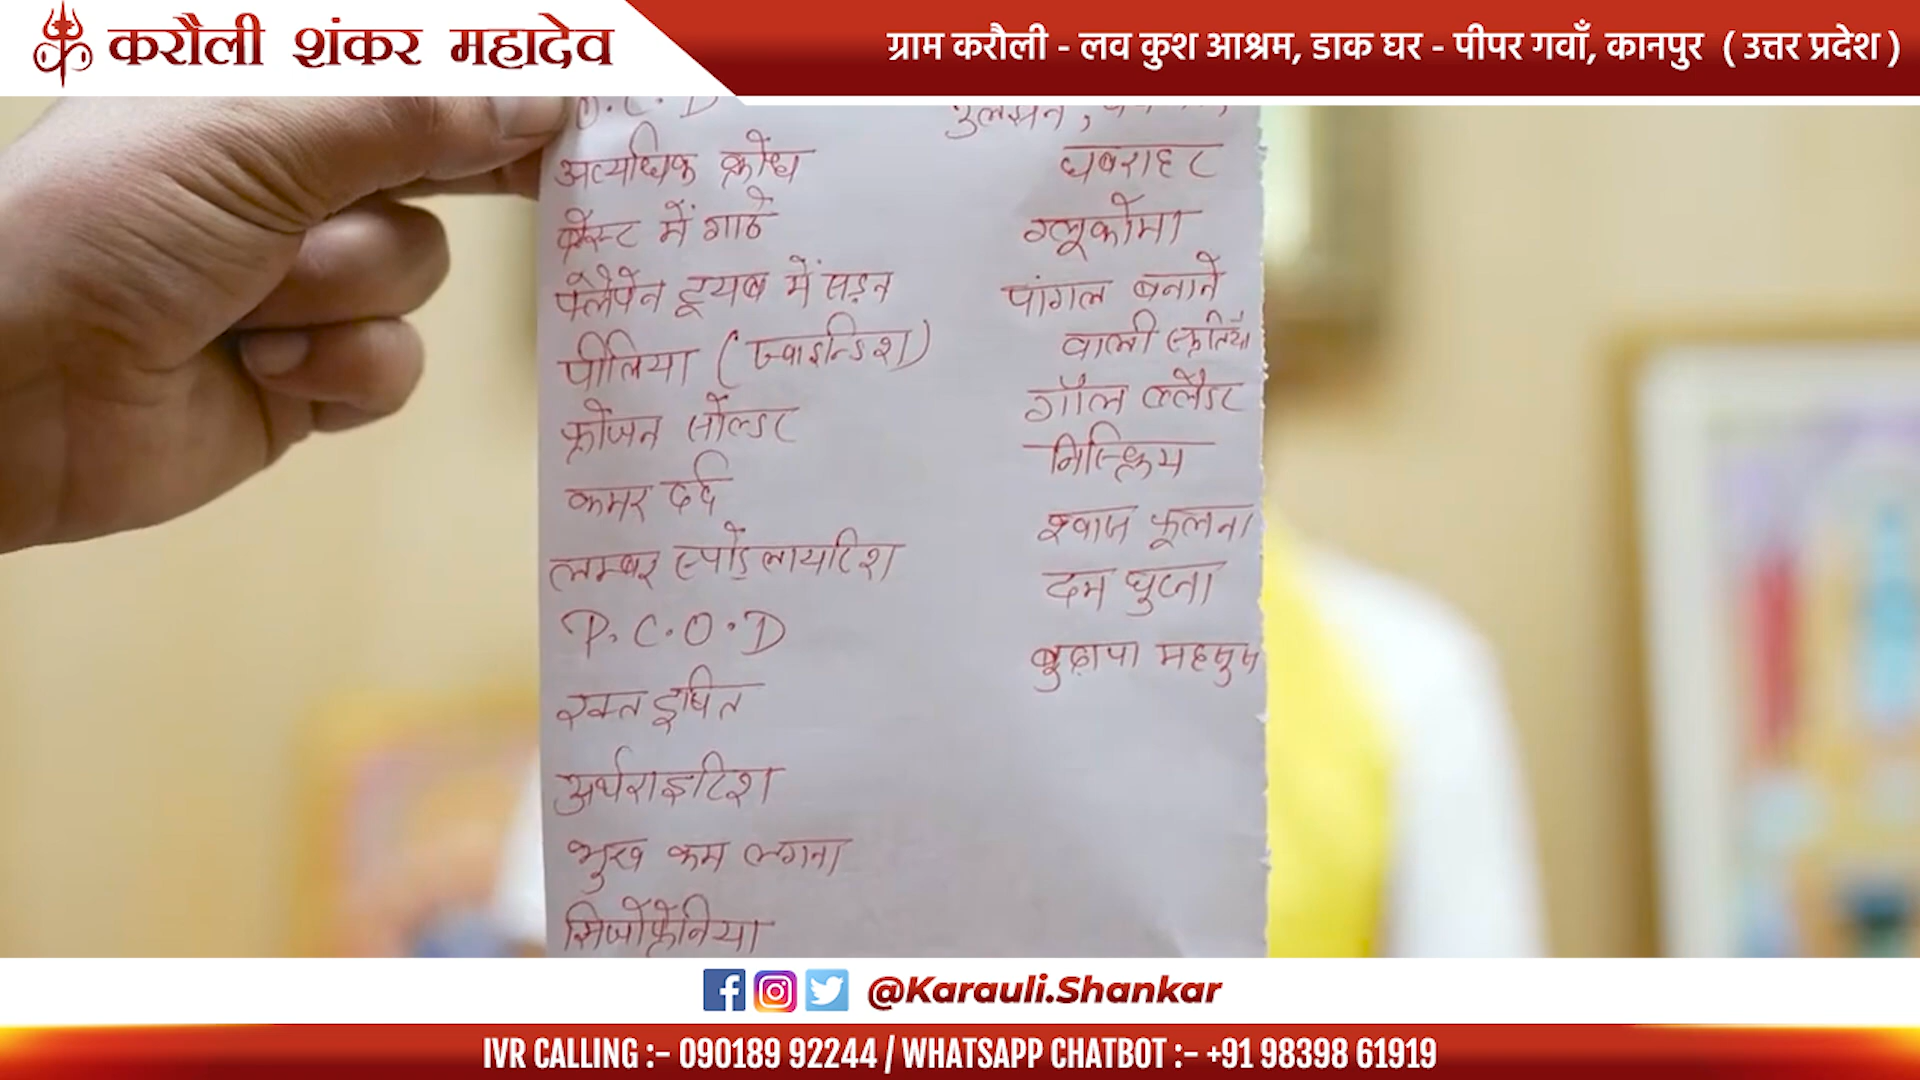 करौली शंकर महादेव
ग्राम करौली - लव कुश आश्रम, डाक घर - पीपर गवाँ, कानपुर ( उत्तर प्रदेश )
O.C.D
अत्यधिक क्रोध
ब्रेस्ट में गाठे
फेलोपेन ट्यूब में सड़न
पीलिया (ज्वाइन्डिश)
फ्रोजन सोल्डर
कमर दर्द
लम्बर स्पोंडलायटिश
P.C.O.D
रक्त दूषित
अर्थराइटिश
भुख कम लगना
सिजोफ्रेनिया
घबराहट
ग्लूकोमा
पांगल बनाने
वाली स्मृतियाँ
गॉल ब्लैडर
निष्क्रिय
श्वास फूलना
दम घुटना
बुढ़ापा महसुस
@Karauli.Shankar
IVR CALLING :- 090189 92244 / WHATSAPP CHATBOT :- +91 98398 61919